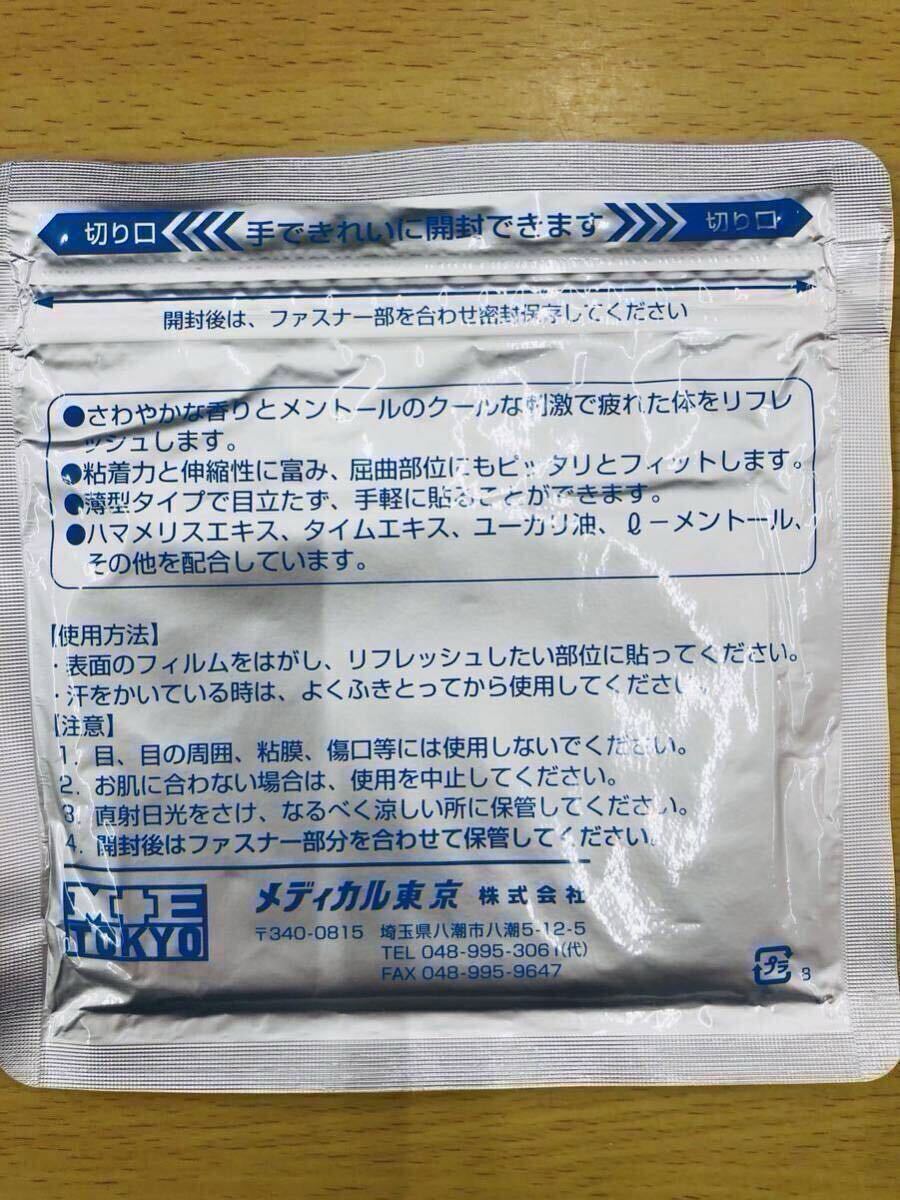 切り口 手できれいに開封できます 切り口
開封後は、ファスナー部を合わせ密封保存してください
●さわやかな香りとメントールのクールな刺激で疲れた体をリフレ
ッシュします。
●粘着力と伸縮性に富み、屈曲部位にもピッタリとフィットします。
●薄型タイプで目立たず、手軽に貼ることができます。
●ハマメリスエキス、タイムエキス、ユーカリ油、ℓーメントール、
その他を配合しています。
【使用方法】
・表面のフィルムをはがし、リフレッシュしたい部位に貼ってください。
・汗をかいている時は、よくふきとってから使用してください。
【注意】
1. 目、目の周囲、粘膜、傷口等には使用しないでください。
2. お肌に合わない場合は、使用を中止してください。
3. 直射日光をさけ、なるべく涼しい所に保管してください。
4. 開封後はファスナー部分を合わせて保管してください。
TOKYO
メディカル東京 株式会社
〒340-0815 埼玉県八潮市八潮5-12-5
TEL 048-995-3061(代)
FAX 048-995-9647
プラ 8